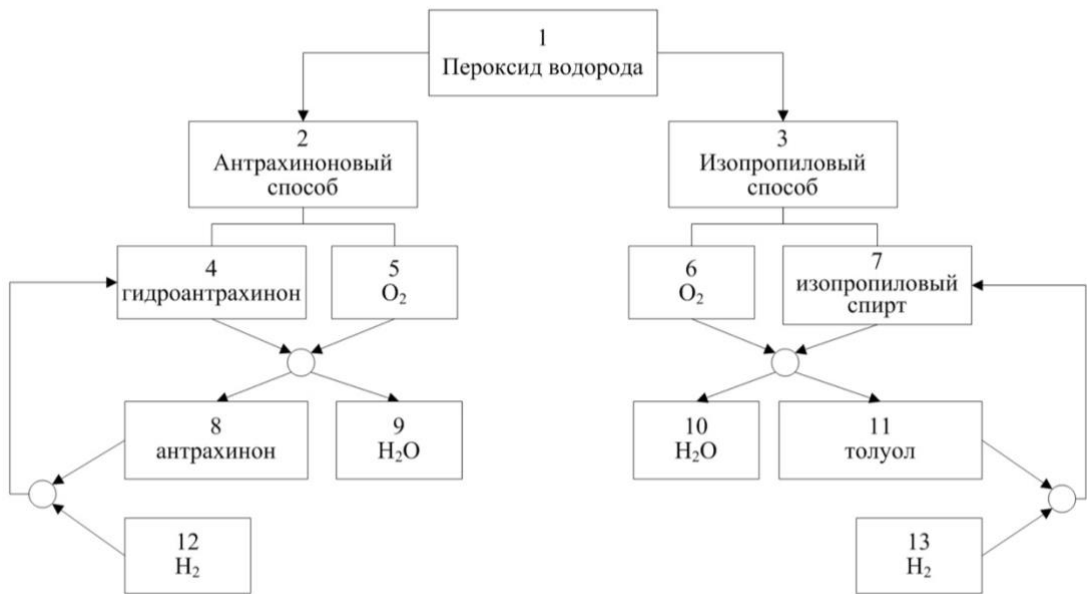 1
Пероксид водорода
2
Антрахиноновый
способ
3
Изопропиловый
способ
4
гидроантрахинон
5
O₂
6
O₂
7
изопропиловый
спирт
8
антрахинон
9
H₂O
10
H₂O
11
толуол
12
H₂
13
H₂